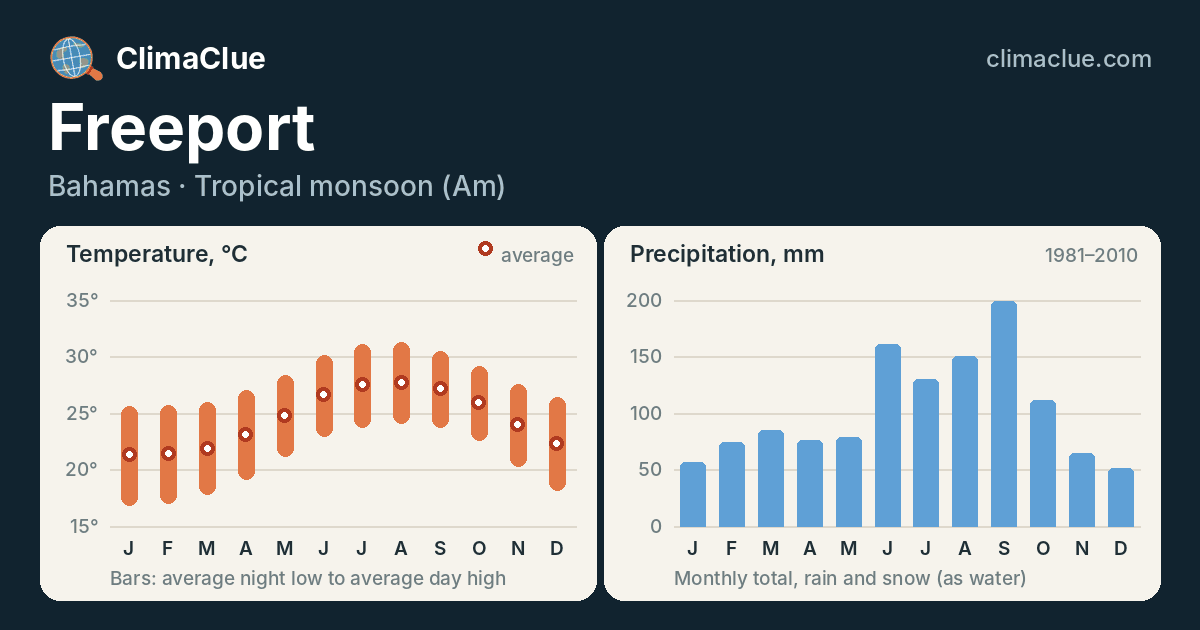 ClimaClue
climaclue.com
Freeport
Bahamas · Tropical monsoon (Am)
Temperature, °C
average
35°
30°
25°
20°
15°
J F M A M J J A S O N D
Bars: average night low to average day high
Precipitation, mm
1981–2010
200
150
100
50
0
J F M A M J J A S O N D
Monthly total, rain and snow (as water)